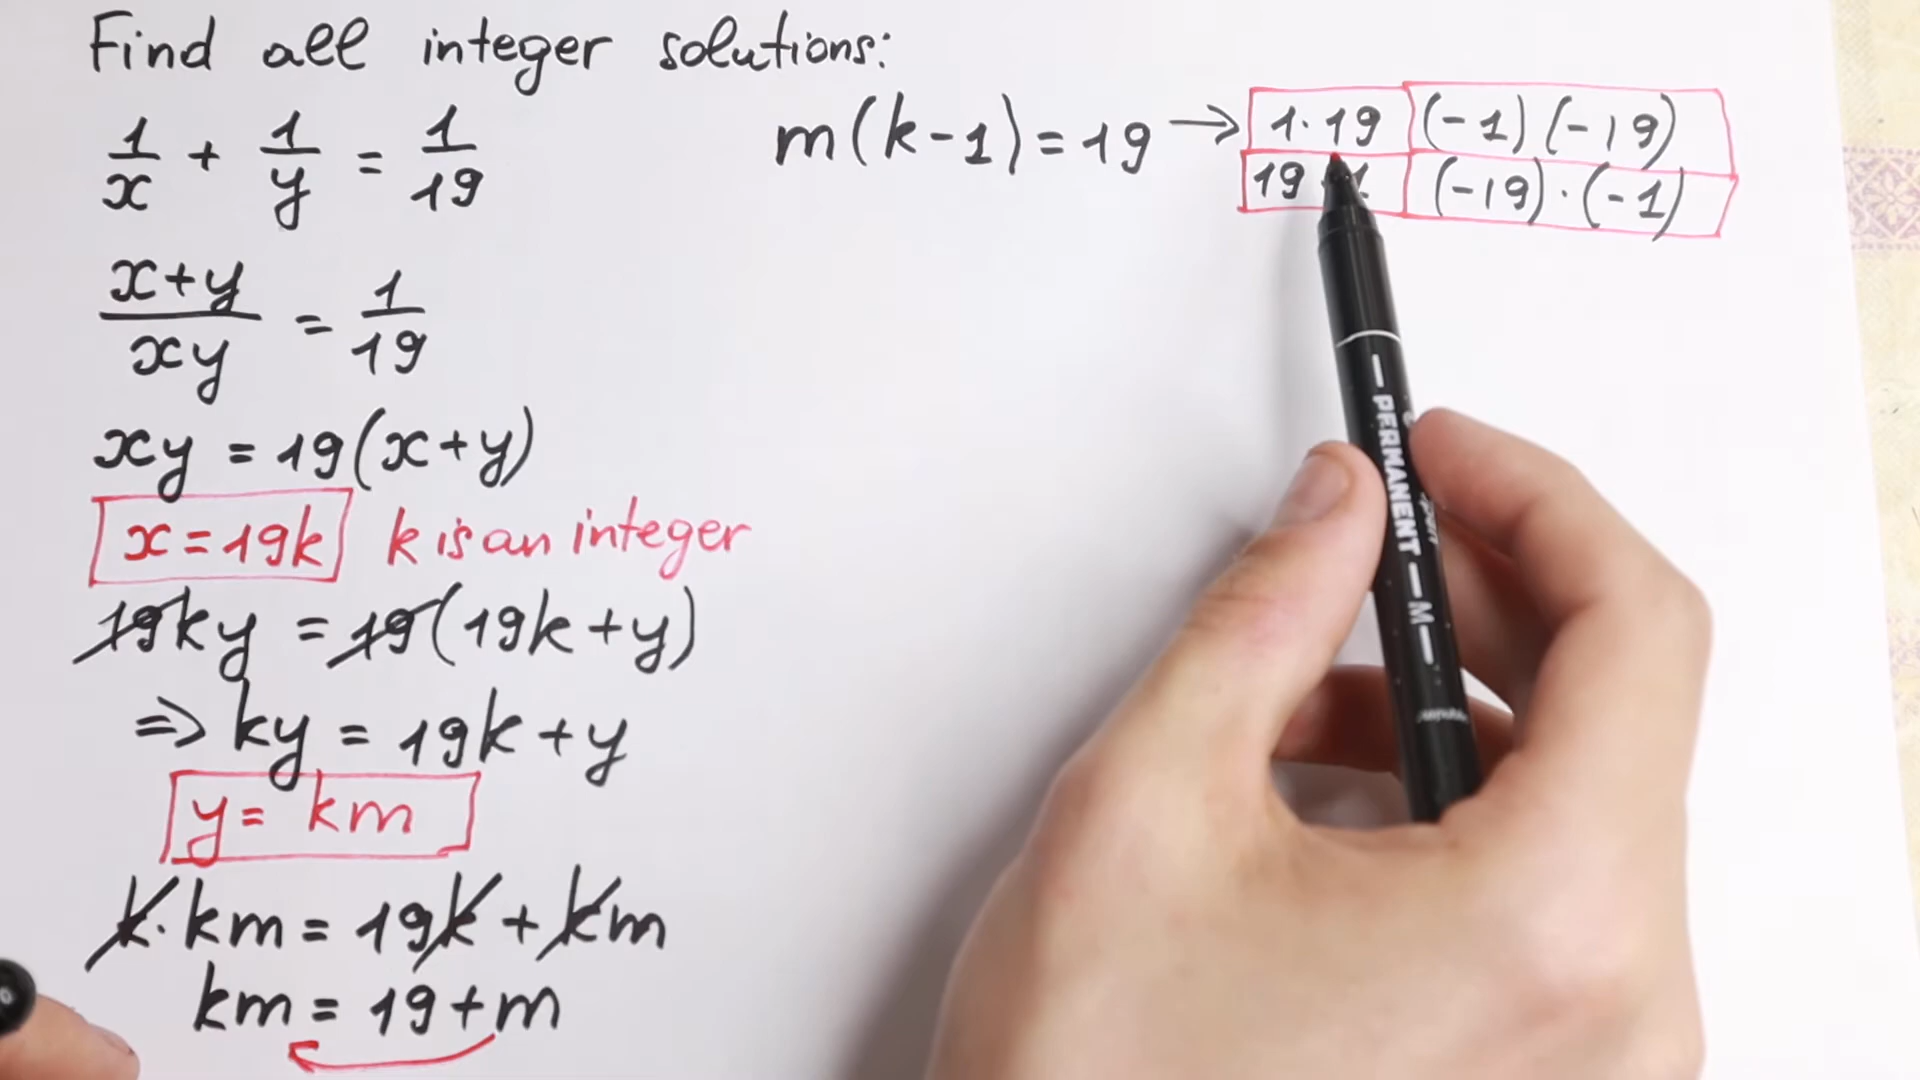 Find all integer solutions:
1/x + 1/y = 1/19
(x+y)/(xy) = 1/19
xy = 19(x+y)
x = 19k k is an integer
19ky = 19(19k+y)
⇒ ky = 19k+y
y = km
k·km = 19k + km
km = 19+m
m(k-1) = 19 → 1·19 (-1)(-19)
19·1 (-19)·(-1)
PERMANENT M